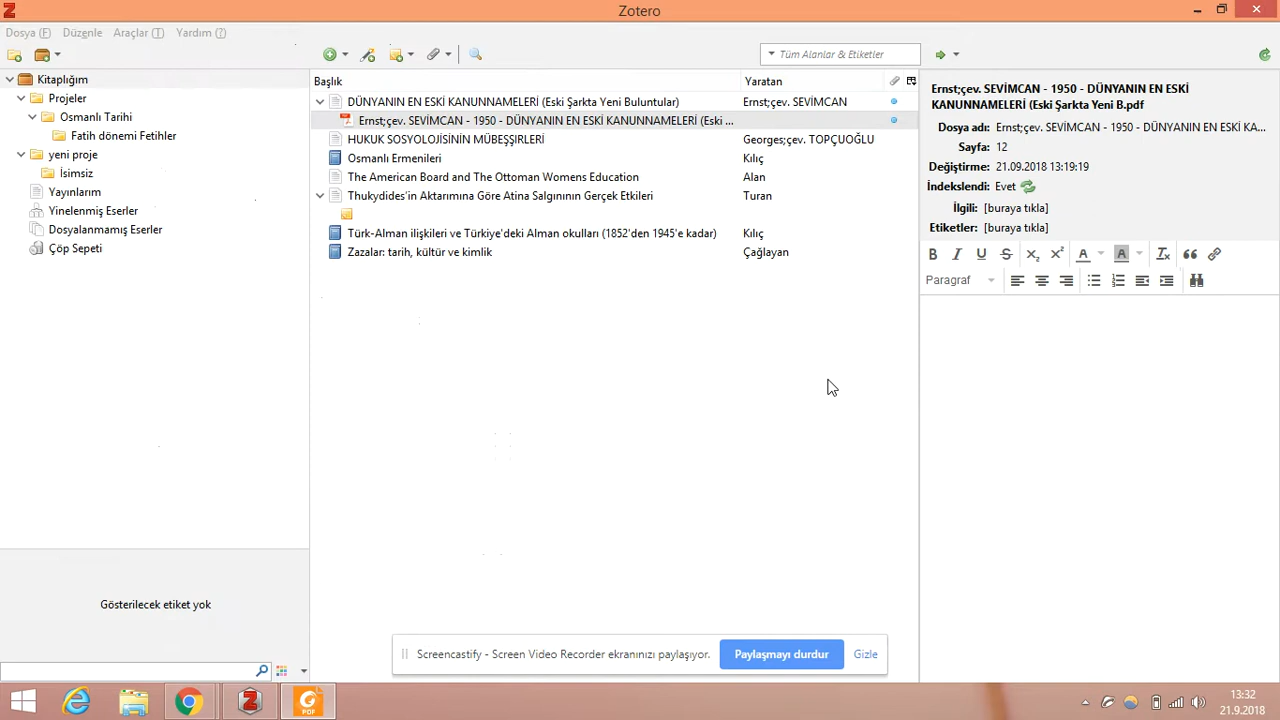 Zotero
Dosya (F) Düzenle Araçlar (T) Yardım (?)
Tüm Alanlar & Etiketler
Kitaplığım
Projeler
Osmanlı Tarihi
Fatih dönemi Fetihler
yeni proje
İsimsiz
Yayınlarım
Yinelenmiş Eserler
Dosyalanmamış Eserler
Çöp Sepeti
Gösterilecek etiket yok
Başlık Yaratan
DÜNYANIN EN ESKİ KANUNNAMELERİ (Eski Şarkta Yeni Buluntular) Ernst;çev. SEVİMCAN
Ernst;çev. SEVİMCAN - 1950 - DÜNYANIN EN ESKİ KANUNNAMELERİ (Eski ...
HUKUK SOSYOLOJİSİNİN MÜBEŞŞİRLERİ Georges;çev. TOPÇUOĞLU
Osmanlı Ermenileri Kılıç
The American Board and The Ottoman Womens Education Alan
Thukydides'in Aktarımına Göre Atina Salgınının Gerçek Etkileri Turan
Türk-Alman ilişkileri ve Türkiye'deki Alman okulları (1852'den 1945'e kadar) Kılıç
Zazalar: tarih, kültür ve kimlik Çağlayan
Ernst;çev. SEVİMCAN - 1950 - DÜNYANIN EN ESKİ
KANUNNAMELERİ (Eski Şarkta Yeni B.pdf
Dosya adı: Ernst;çev. SEVİMCAN - 1950 - DÜNYANIN EN ESKİ KA...
Sayfa: 12
Değiştirme: 21.09.2018 13:19:19
İndekslendi: Evet
İlgili: [buraya tıkla]
Etiketler: [buraya tıkla]
Paragraf
Screencastify - Screen Video Recorder ekranınızı paylaşıyor. Paylaşmayı durdur Gizle
PDF
13:32
21.9.2018